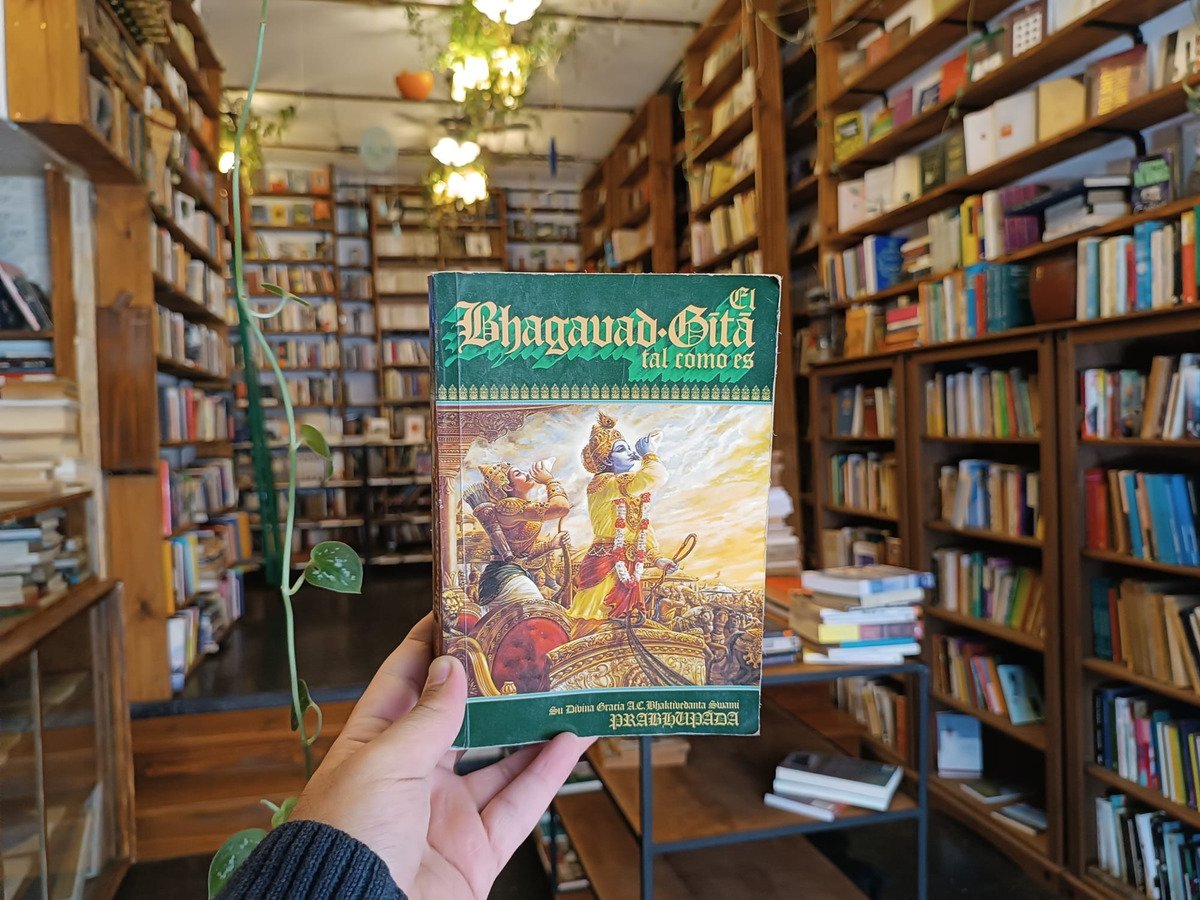 El
Bhagavad-Gītā
tal como es
Su Divina Gracia A.C. Bhaktivedanta Swami
PRABHUPĀDA